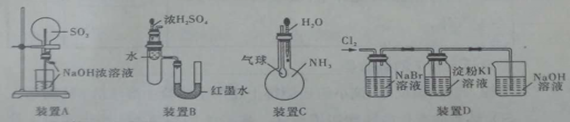 SO₂
NaOH浓溶液
装置A
浓H₂SO₄
水
红墨水
装置B
H₂O
气球
NH₃
装置C
Cl₂
NaBr
溶液
淀粉KI
溶液
NaOH
溶液
装置D